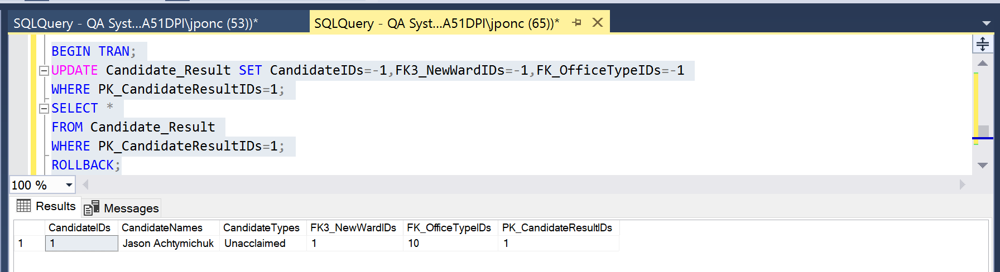 SQLQuery - QA Syst...A51DPI\jponc (53))* SQLQuery - QA Syst...A51DPI\jponc (65))*
BEGIN TRAN;
UPDATE Candidate_Result SET CandidateIDs=-1,FK3_NewWardIDs=-1,FK_OfficeTypeIDs=-1
WHERE PK_CandidateResultIDs=1;
SELECT *
FROM Candidate_Result
WHERE PK_CandidateResultIDs=1;
ROLLBACK;
100 %
Results Messages
CandidateIDs CandidateNames CandidateTypes FK3_NewWardIDs FK_OfficeTypeIDs PK_CandidateResultIDs
1 1 Jason Achtymichuk Unacclaimed 1 10 1